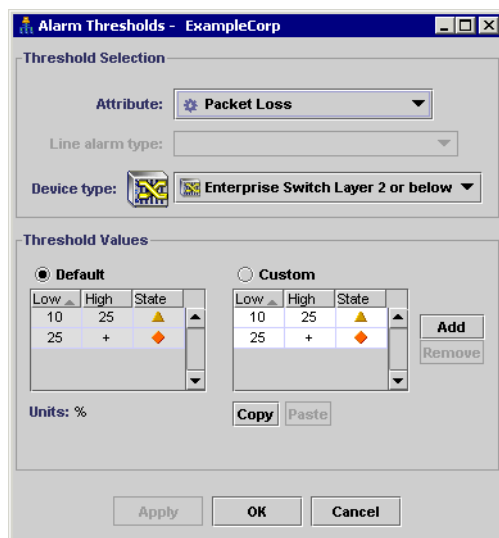 Alarm Thresholds - ExampleCorp
Threshold Selection
Attribute: Packet Loss
Line alarm type:
Device type: Enterprise Switch Layer 2 or below
Threshold Values
Default Custom
Low High State Low High State
10 25 10 25
25 + 25 +
Add
Remove
Units: % Copy Paste
Apply OK Cancel